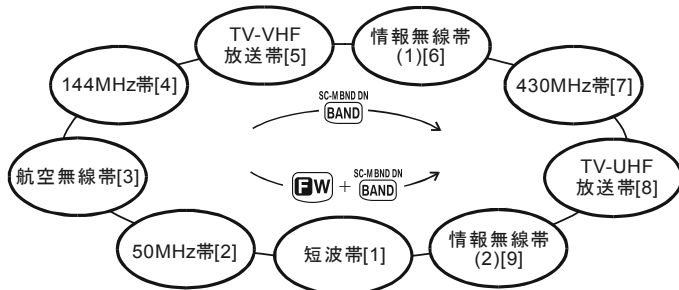 TV-VHF
放送帯[5]
情報無線帯
(1)[6]
144MHz帯[4]
430MHz帯[7]
SC-M BND DN
BAND
航空無線帯[3]
TV-UHF
放送帯[8]
FW + SC-M BND DN
BAND
50MHz帯[2]
短波帯[1]
情報無線帯
(2)[9]